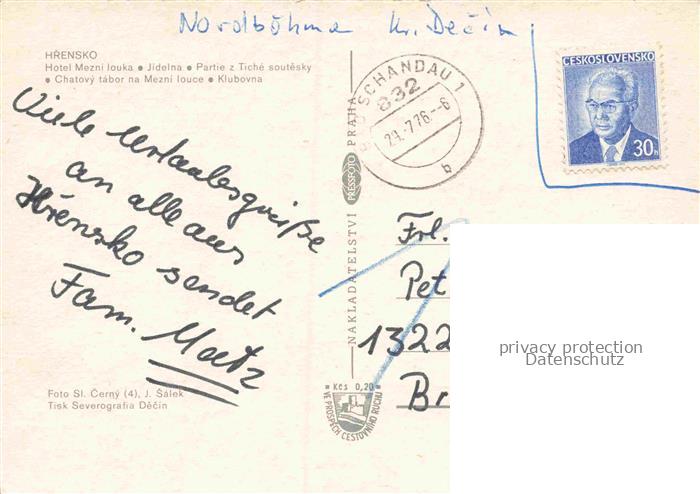 Nordböhmen Kr. Děčín
HŘENSKO
Hotel Mezní louka ● Jídelna ● Partie z Tiché soutěsky
● Chatový tábor na Mezní louce ● Klubovna
Viele Urlaubsgrüße
an alle aus
Hřensko sendet
Fam. Matz
Foto Sl. Černý (4), J. Šálek
Tisk Severografia Děčín
NAKLADATELSTVÍ PRESSFOTO PRAHA
Kčs 0,20
VE PROSPĚCH CESTOVNÍHO RUCHU
SCHANDAU 1
832
29.-7.76.--6
b
ČESKOSLOVENSKO
30h
Frl.
Pet
1322
Br
privacy protection
Datenschutz